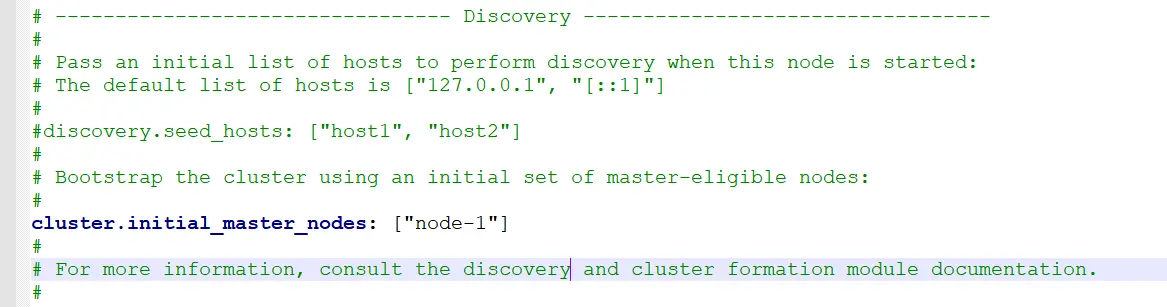 # --------------------------------- Discovery ----------------------------------
#
# Pass an initial list of hosts to perform discovery when this node is started:
# The default list of hosts is ["127.0.0.1", "[::1]"]
#
#discovery.seed_hosts: ["host1", "host2"]
#
# Bootstrap the cluster using an initial set of master-eligible nodes:
#
cluster.initial_master_nodes: ["node-1"]
#
# For more information, consult the discovery and cluster formation module documentation.
#